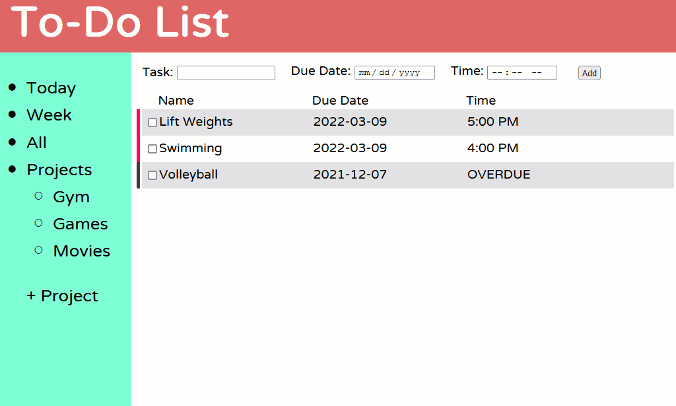 To-Do List
Today
Week
All
Projects
Gym
Games
Movies
+ Project
Task: Due Date: mm/dd/yyyy Time: --:-- -- Add
Name Due Date Time
Lift Weights 2022-03-09 5:00 PM
Swimming 2022-03-09 4:00 PM
Volleyball 2021-12-07 OVERDUE